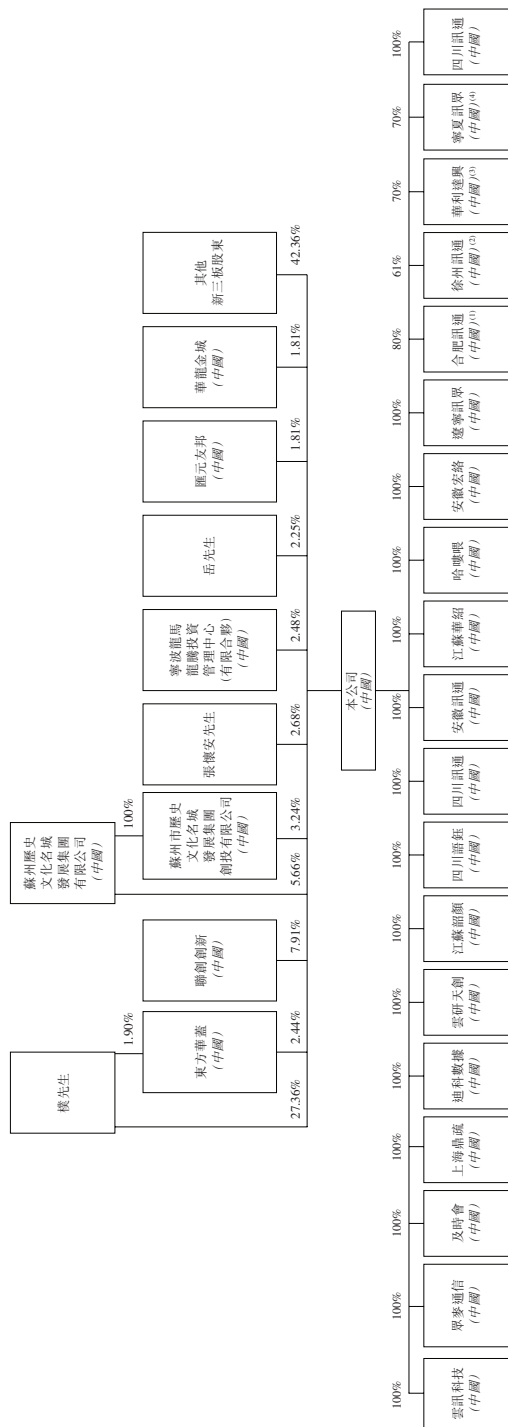 樸先生
蘇州歷史
文化名城
發展集團
有限公司
(中國)
1.90%
100%
東方華蓋
(中國)
聯創創新
(中國)
蘇州市歷史
文化名城
發展集團
創投有限公司
(中國)
張懷安先生
寧波龍馬
龍騰投資
管理中心
(有限合夥)
(中國)
岳先生
匯元友邦
(中國)
華龍金城
(中國)
其他
新三板股東
27.36%
2.44%
7.91%
5.66%
3.24%
2.68%
2.48%
2.25%
1.81%
1.81%
42.36%
本公司
(中國)
100%
100%
100%
100%
100%
100%
100%
100%
100%
100%
100%
100%
100%
100%
80%
61%
70%
70%
100%
雲訊科技
(中國)
眾麥通信
(中國)
及時會
(中國)
上海鼎疏
(中國)
迪科數據
(中國)
雲研天創
(中國)
江蘇韶顏
(中國)
四川語鈺
(中國)
四川訊通
(中國)
安徽訊通
(中國)
江蘇華紹
(中國)
哈嘍喂
(中國)
安徽宏絡
(中國)
遼寧訊眾
(中國)
合肥訊通
(中國)(1)
徐州訊通
(中國)(2)
華利達興
(中國)(3)
寧夏訊眾
(中國)(4)
四川訊通
(中國)